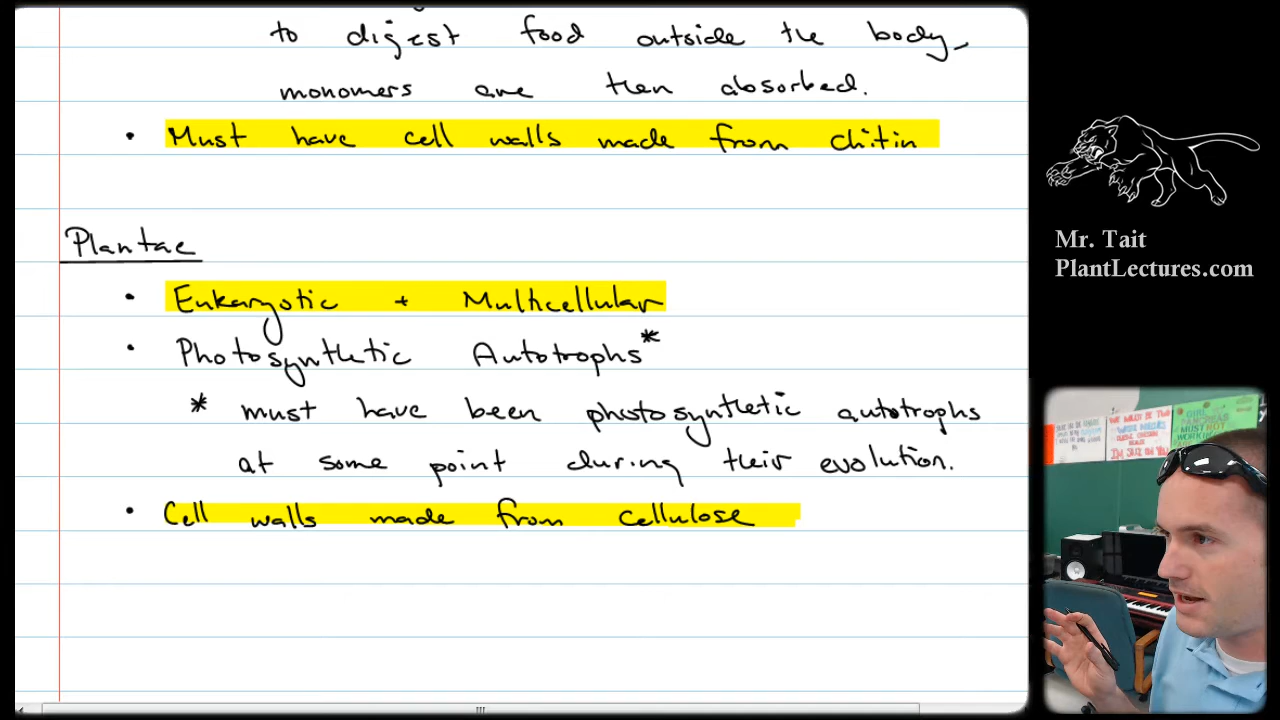 to digest food outside the body,
monomers are then absorbed.
• Must have cell walls made from chitin
Plantae
• Eukaryotic + Multicellular
• Photosynthetic Autotrophs*
* must have been photosynthetic autotrophs
at some point during their evolution.
• Cell walls made from cellulose
Mr. Tait
PlantLectures.com